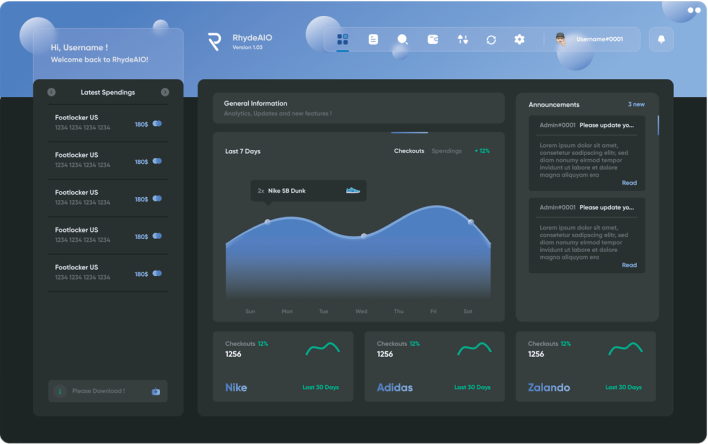 Hi, Username !
Welcome back to RhydeAIO!
RhydeAIO
Version 1.03
Username#0001
Latest Spendings
Footlocker US
1234 1234 1234 1234
180$
Footlocker US
1234 1234 1234 1234
180$
Footlocker US
1234 1234 1234 1234
180$
Footlocker US
1234 1234 1234 1234
180$
Footlocker US
1234 1234 1234 1234
180$
Please Download !
General Information
Analytics, Updates and new features !
Last 7 Days
Checkouts Spendings + 12%
2x Nike SB Dunk
Sun Mon Tue Wed Thu Fri Sat
Announcements 3 new
Admin#0001 Please update yo...
Lorem ipsum dolor sit amet,
consetetur sadipscing elitr, sed
diam nonumy eirmod tempor
invidunt ut labore et dolore
magna aliquyam era
Read
Admin#0001 Please update yo...
Lorem ipsum dolor sit amet,
consetetur sadipscing elitr, sed
diam nonumy eirmod tempor
invidunt ut labore et dolore
magna aliquyam era
Read
Checkouts 12%
1256
Nike Last 30 Days
Checkouts 12%
1256
Adidas Last 30 Days
Checkouts 12%
1256
Zalando Last 30 Days